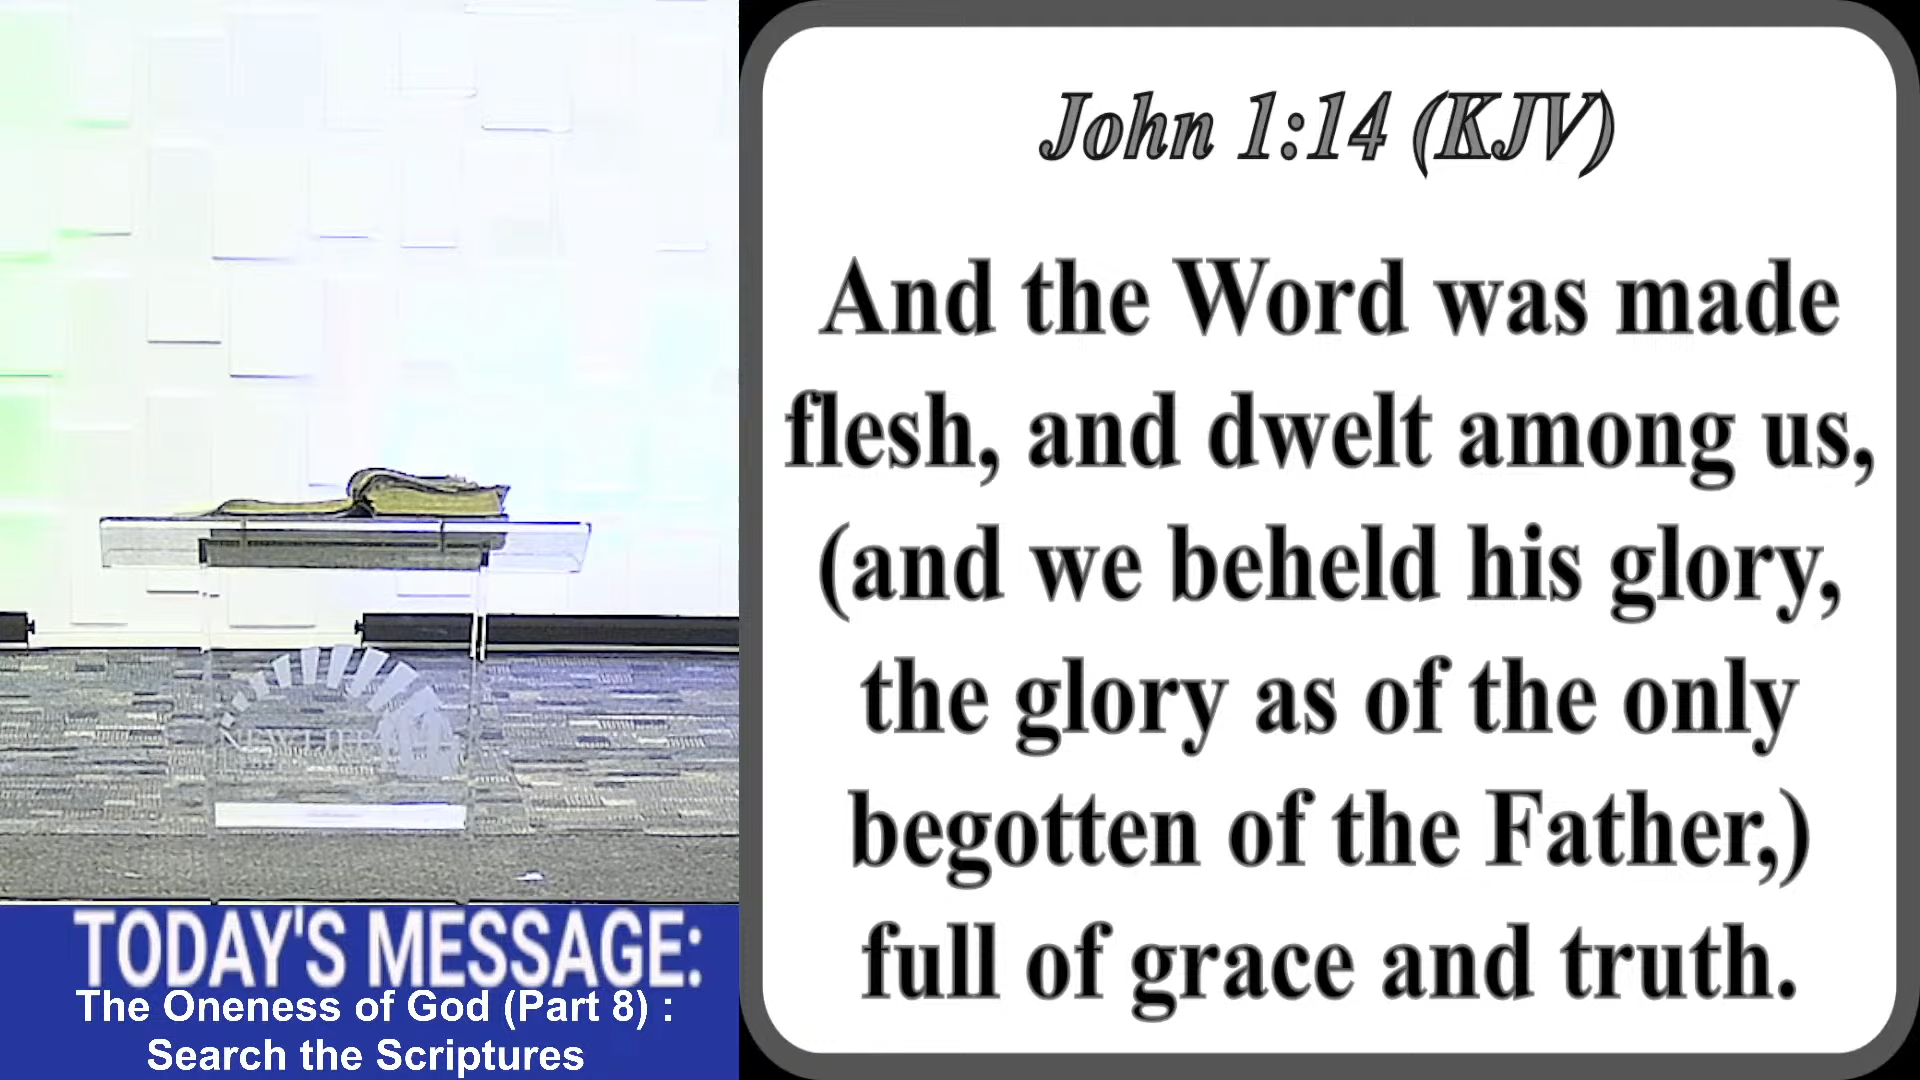 John 1:14 (KJV)
And the Word was made
flesh, and dwelt among us,
(and we beheld his glory,
the glory as of the only
begotten of the Father,)
full of grace and truth.
TODAY'S MESSAGE:
The Oneness of God (Part 8) :
Search the Scriptures